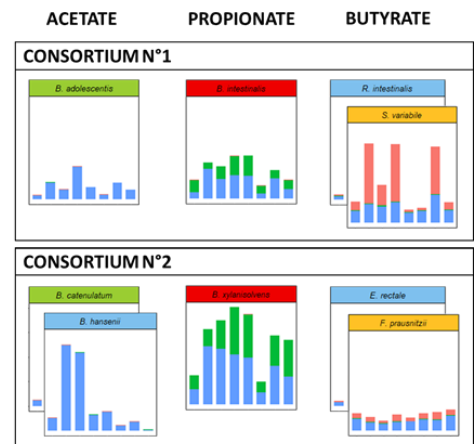 ACETATE PROPIONATE BUTYRATE
CONSORTIUM N°1
B. adolescentis B. intestinalis R. intestinalis
S. variabile
CONSORTIUM N°2
B. catenulatum B. xylanisolvens E. rectale
B. hansenii F. prausnitzii